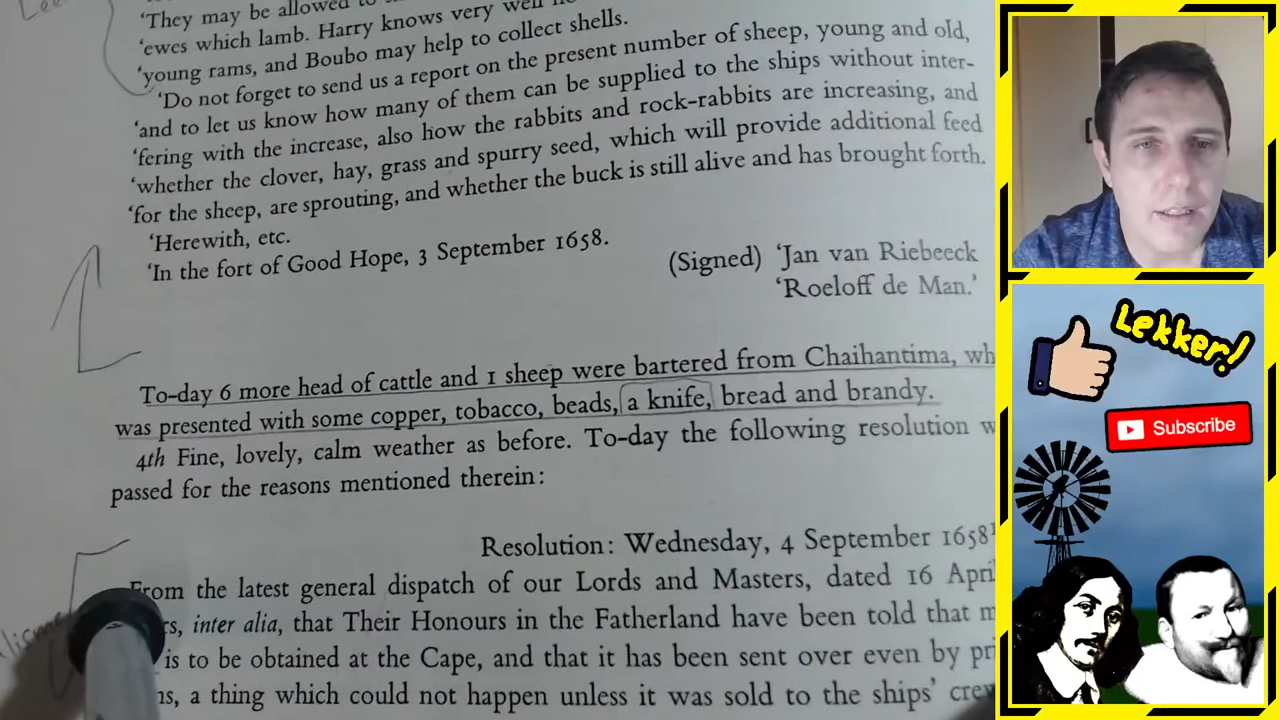 'They may be allowed to
'ewes which lamb. Harry knows very well
'young rams, and Boubo may help to collect shells.
'Do not forget to send us a report on the present number of sheep, young and old,
'and to let us know how many of them can be supplied to the ships without inter-
'fering with the increase, also how the rabbits and rock-rabbits are increasing, and
'whether the clover, hay, grass and spurry seed, which will provide additional feed
'for the sheep, are sprouting, and whether the buck is still alive and has brought forth.
'Herewith, etc.
'In the fort of Good Hope, 3 September 1658.
(Signed) 'Jan van Riebeeck
'Roeloff de Man.'
To-day 6 more head of cattle and 1 sheep were bartered from Chaihantima, wh
was presented with some copper, tobacco, beads, a knife, bread and brandy.
4th Fine, lovely, calm weather as before. To-day the following resolution w
passed for the reasons mentioned therein:
Resolution: Wednesday, 4 September 1658¹
From the latest general dispatch of our Lords and Masters, dated 16 Apri
rs, inter alia, that Their Honours in the Fatherland have been told that m
is to be obtained at the Cape, and that it has been sent over even by pri
ns, a thing which could not happen unless it was sold to the ships' crew
Lekker!
Subscribe